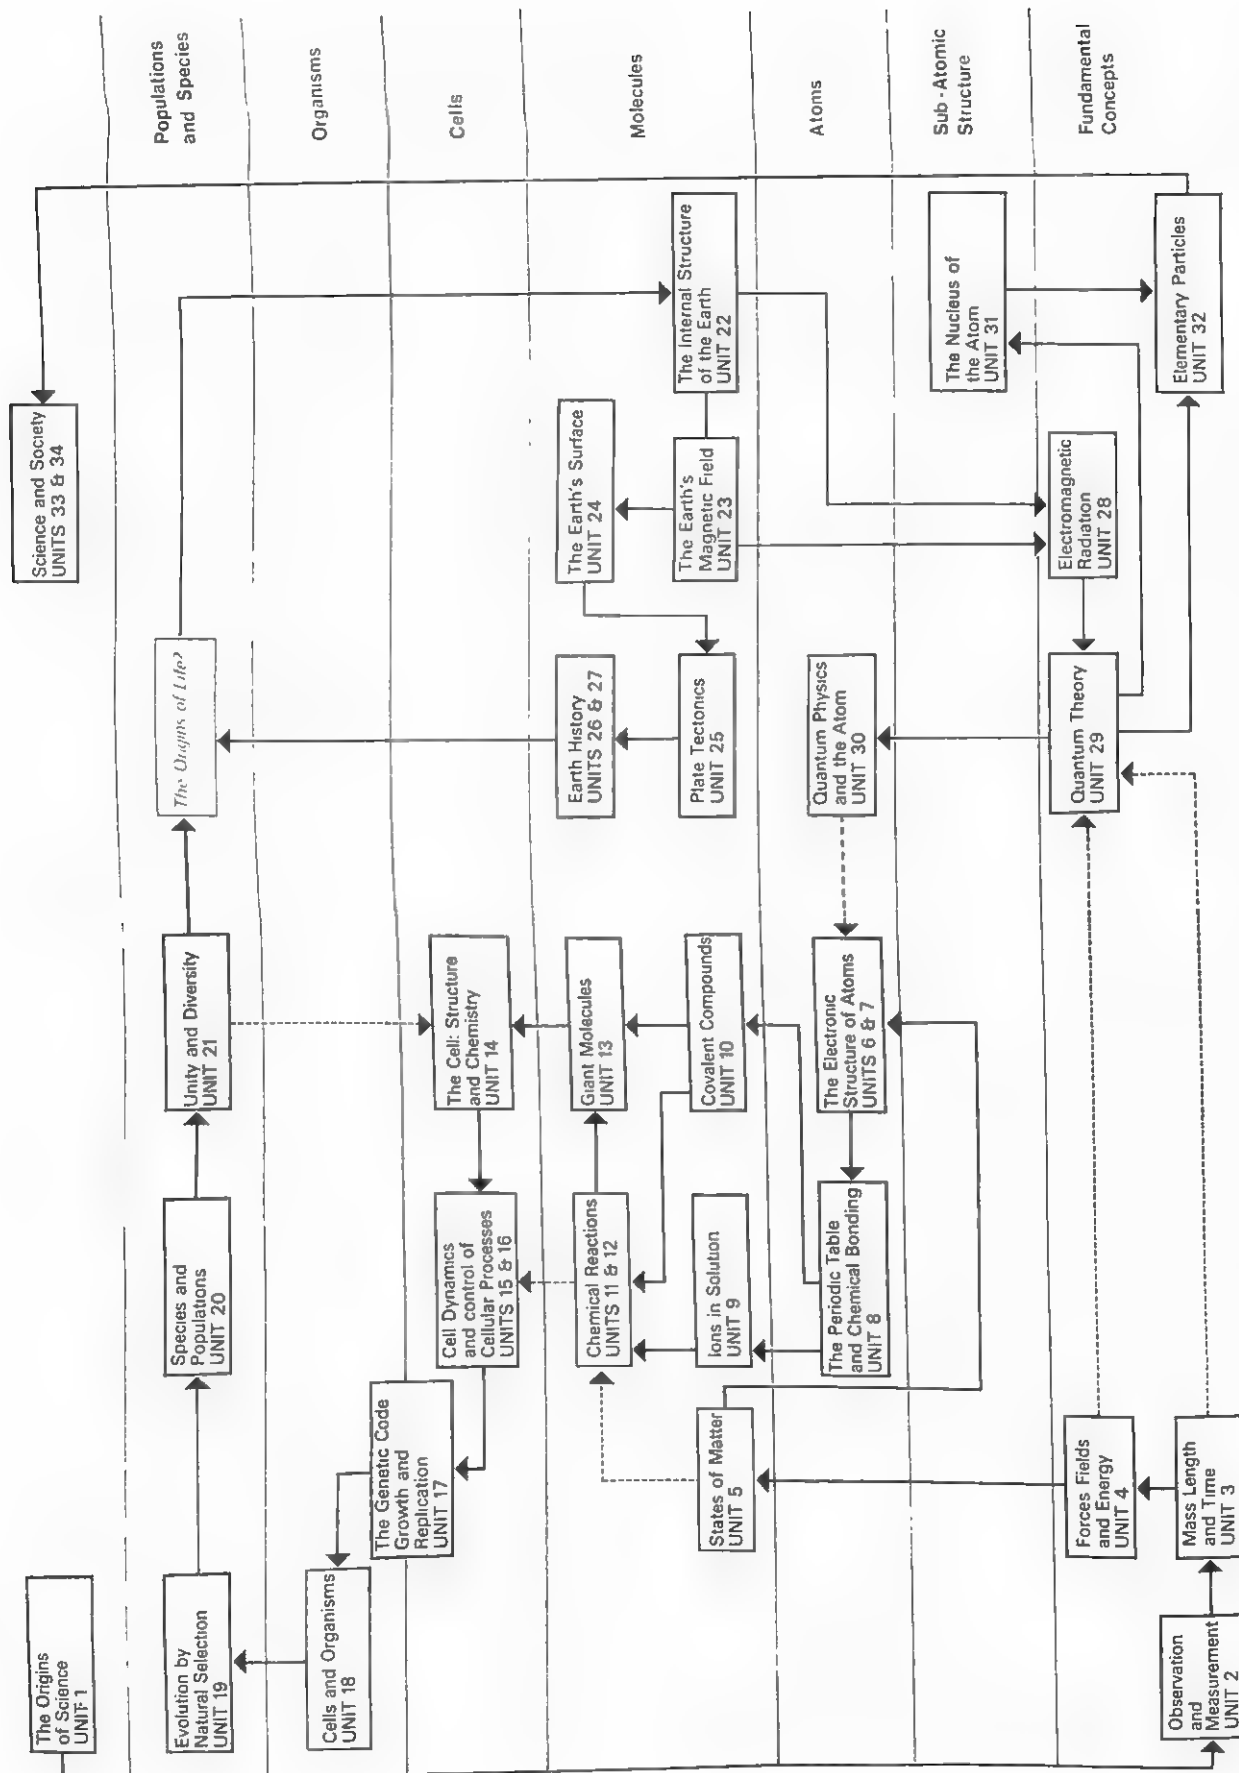 The Origins
of Science
UNIT 1
Science and Society
UNITS 33 & 34
Populations
and Species
Evolution by
Natural Selection
UNIT 19
Species and
Populations
UNIT 20
Unity and Diversity
UNIT 21
The Origins of Life?
Organisms
Cells and Organisms
UNIT 18
Cells
The Genetic Code
Growth and
Replication
UNIT 17
Cell Dynamics
and control of
Cellular Processes
UNITS 15 & 16
The Cell: Structure
and Chemistry
UNIT 14
Molecules
Chemical Reactions
UNITS 11 & 12
Giant Molecules
UNIT 13
Earth History
UNITS 26 & 27
The Earth's Surface
UNIT 24
States of Matter
UNIT 5
Ions in Solution
UNIT 9
Covalent Compounds
UNIT 10
Plate Tectonics
UNIT 25
The Earth's
Magnetic Field
UNIT 23
The Internal Structure
of the Earth
UNIT 22
Atoms
The Periodic Table
and Chemical Bonding
UNIT 8
The Electronic
Structure of Atoms
UNITS 6 & 7
Quantum Physics
and the Atom
UNIT 30
Sub-Atomic
Structure
The Nucleus of
the Atom
UNIT 31
Fundamental
Concepts
Forces Fields
and Energy
UNIT 4
Quantum Theory
UNIT 29
Electromagnetic
Radiation
UNIT 28
Observation
and
Measurement
UNIT 2
Mass Length
and Time
UNIT 3
Elementary Particles
UNIT 32